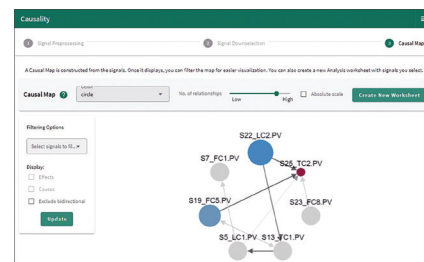 Causality
1 Signal Preprocessing
2 Signal Downselection
3 Causal Map
A Causal Map is constructed from the signals. Once it displays, you can filter the map for easier visualization. You can also create a new Analysis worksheet with signals you select.
Causal Map ?
circle
No. of relationships
Low
High
Absolute scale
Create New Worksheet
Filtering Options
Select signals to fil...
Display:
Effects
Causes
Exclude bidirectional
Update
S22_LC2.PV
S7_FC1.PV
S25_TC2.PV
S19_FC5.PV
S23_FC8.PV
S5_LC1.PV
S13_TC1.PV